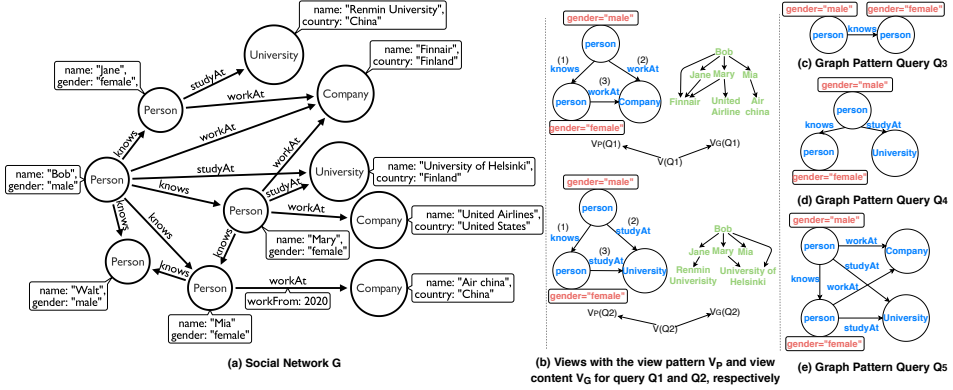 name: "Renmin University",
country: "China"
University
name: "Finnair",
country: "Finland"
Company
name: "Jane",
gender: "female",
studyAt
Person
workAt
workAt
knows
workAt
name: "Bob",
gender: "male"
Person
studyAt
University
name: "University of Helsinki",
country: "Finland"
knows
studyAt
Person
workAt
Company
name: "United Airlines",
country: "United States"
name: "Mary",
gender: "female"
knows
knows
knows
Person
knows
name: "Walt",
gender: "male"
Person
workAt
workFrom: 2020
Company
name: "Air china",
country: "China"
name: "Mia"
gender: "female"
(a) Social Network G
gender="male"
person
(1)
knows
(2)
workAt
(3)
workAt
person
Company
gender="female"
Bob
Jane Mary Mia
Finnair
United
Airline
Air
china
VP(Q1)
VG(Q1)
V(Q1)
gender="male"
person
(1)
knows
(2)
studyAt
(3)
studyAt
person
University
gender="female"
Bob
Jane Mary Mia
Renmin
Univerisity
University of
Helsinki
VP(Q2)
VG(Q2)
V(Q2)
(b) Views with the view pattern VP and view
content VG for query Q1 and Q2, respectively
gender="male"
gender="female"
person
knows
person
(c) Graph Pattern Query Q3
gender="male"
person
knows
studyAt
person
University
gender="female"
(d) Graph Pattern Query Q4
gender="male"
person
workAt
Company
studyAt
knows
workAt
person
studyAt
University
gender="female"
(e) Graph Pattern Query Q5